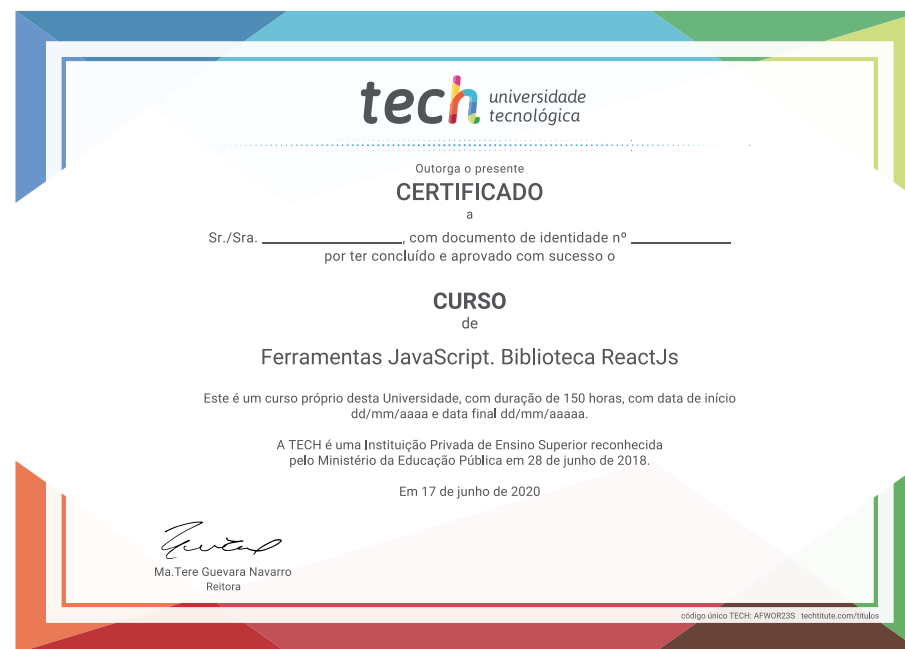 tech universidade
tecnológica
Outorga o presente
CERTIFICADO
a
Sr./Sra. ______________, com documento de identidade nº __________
por ter concluído e aprovado com sucesso o
CURSO
de
Ferramentas JavaScript. Biblioteca ReactJs
Este é um curso próprio desta Universidade, com duração de 150 horas, com data de início
dd/mm/aaaa e data final dd/mm/aaaaa.
A TECH é uma Instituição Privada de Ensino Superior reconhecida
pelo Ministério da Educação Pública em 28 de junho de 2018.
Em 17 de junho de 2020
Ma.Tere Guevara Navarro
Reitora
código único TECH: AFWOR23S techtitute.com/titulos